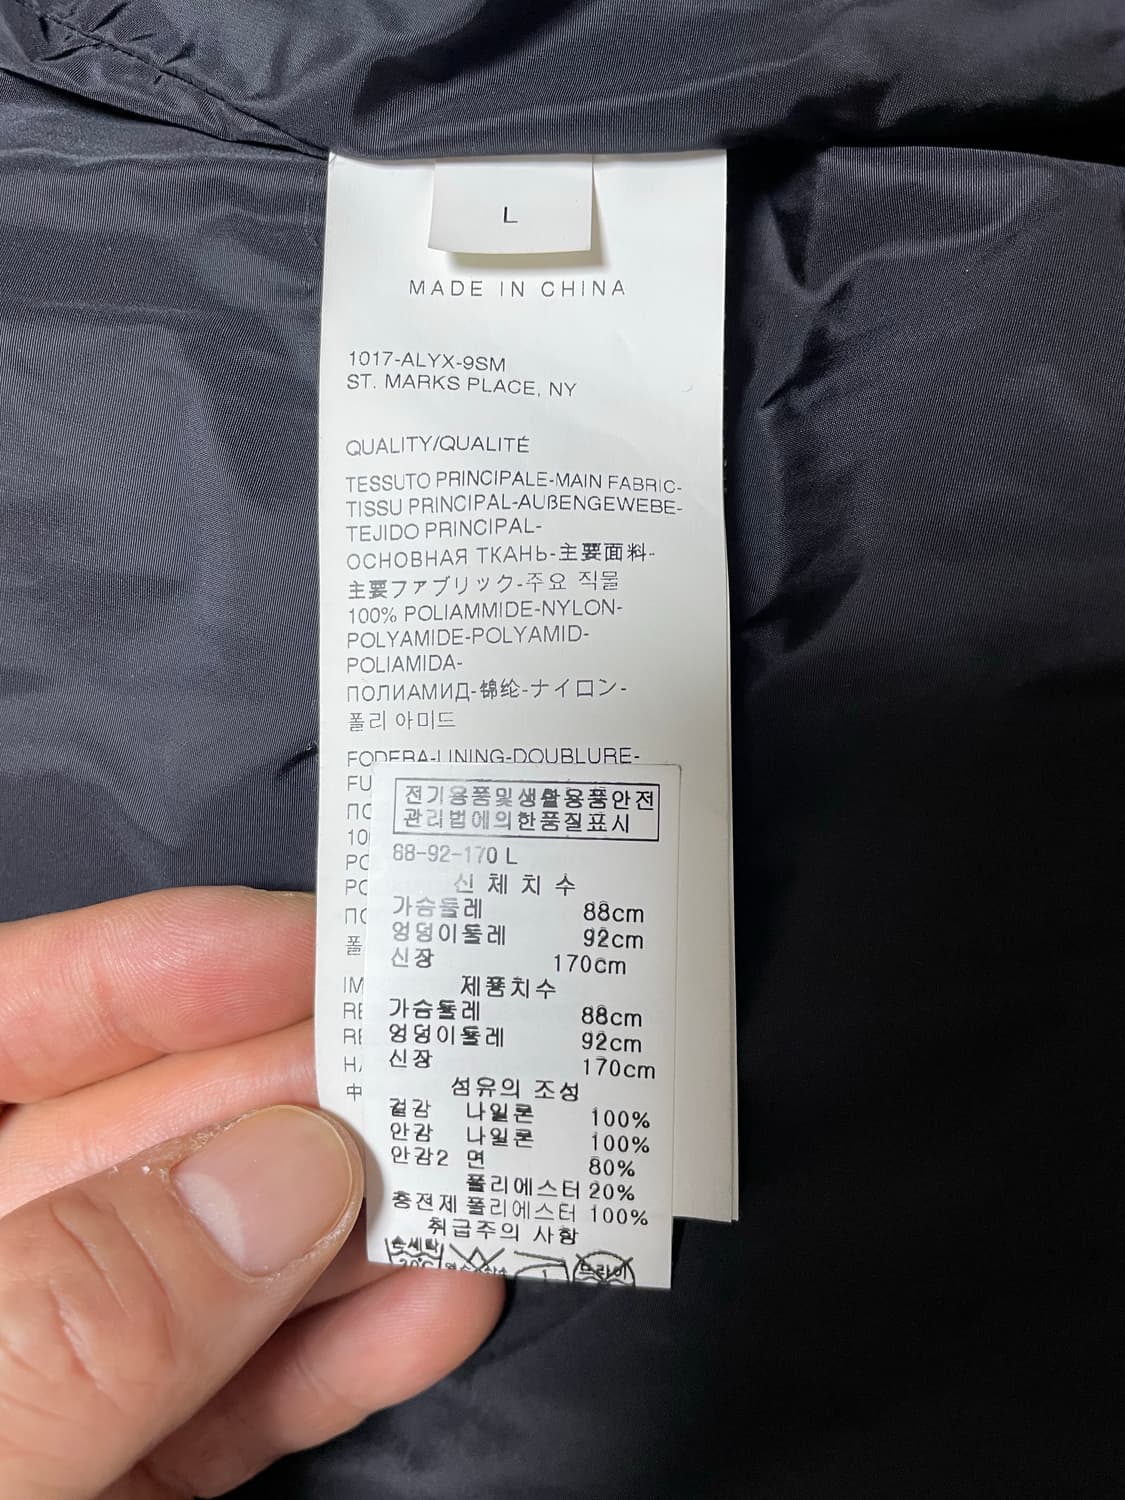 L
MADE IN CHINA
1017-ALYX-9SM
ST. MARKS PLACE, NY
QUALITY/QUALITÉ
TESSUTO PRINCIPALE-MAIN FABRIC-
TISSU PRINCIPAL-AUßENGEWEBE-
TEJIDO PRINCIPAL-
ОСНОВНАЯ ТКАНЬ-主要面料-
主要ファブリック-주요 직물
100% POLIAMMIDE-NYLON-
POLYAMIDE-POLYAMID-
POLIAMIDA-
ПОЛИАМИД-锦纶-ナイロン-
폴리 아미드
FODERA-LINING-DOUBLURE-
전기용품및생활용품안전
관리법에의한품질표시
88-92-170 L
신체치수
가슴둘레 88cm
엉덩이둘레 92cm
신장 170cm
제품치수
가슴둘레 88cm
엉덩이둘레 92cm
신장 170cm
섬유의 조성
겉감 나일론 100%
안감 나일론 100%
안감2 면 80%
폴리에스터 20%
충전제 폴리에스터 100%
취급주의 사항
손세탁
드라이